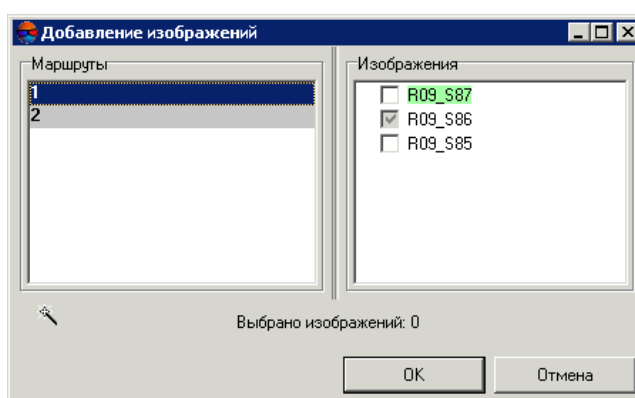 Добавление изображений
Маршруты
1
2
Изображения
R09_S87
R09_S86
R09_S85
Выбрано изображений: 0
OK
Отмена